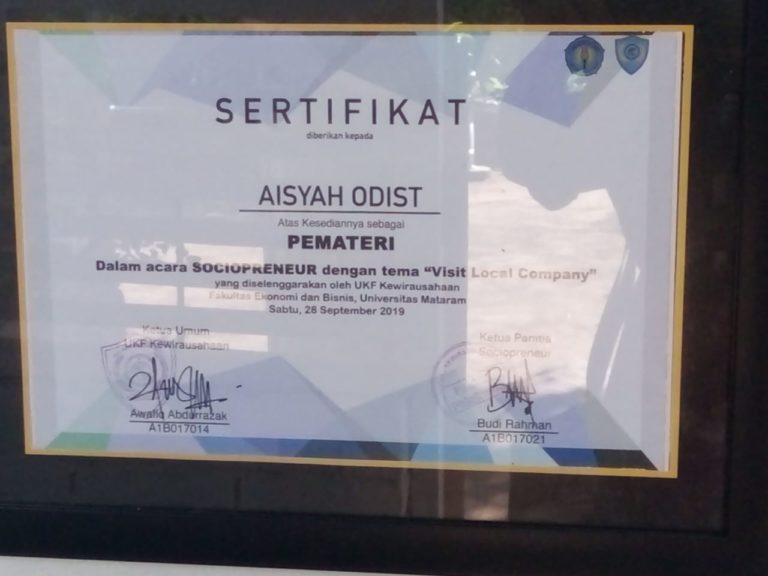 SERTIFIKAT
diberikan kepada
AISYAH ODIST
Atas Kesediannya sebagai
PEMATERI
Dalam acara SOCIOPRENEUR dengan tema “Visit Local Company”
yang diselenggarakan oleh UKF Kewirausahaan
Fakultas Ekonomi dan Bisnis, Universitas Mataram
Sabtu, 28 September 2019
Ketua Umum
UKF Kewirausahaan
Awafiq Abdurrazak
A1B017014
Ketua Panitia
Sociopreneur
Budi Rahman
A1B017021